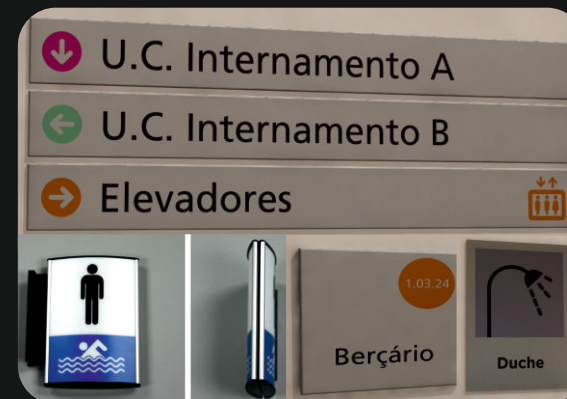 U.C. Internamento A
U.C. Internamento B
Elevadores
1.03.24
Berçário
Duche